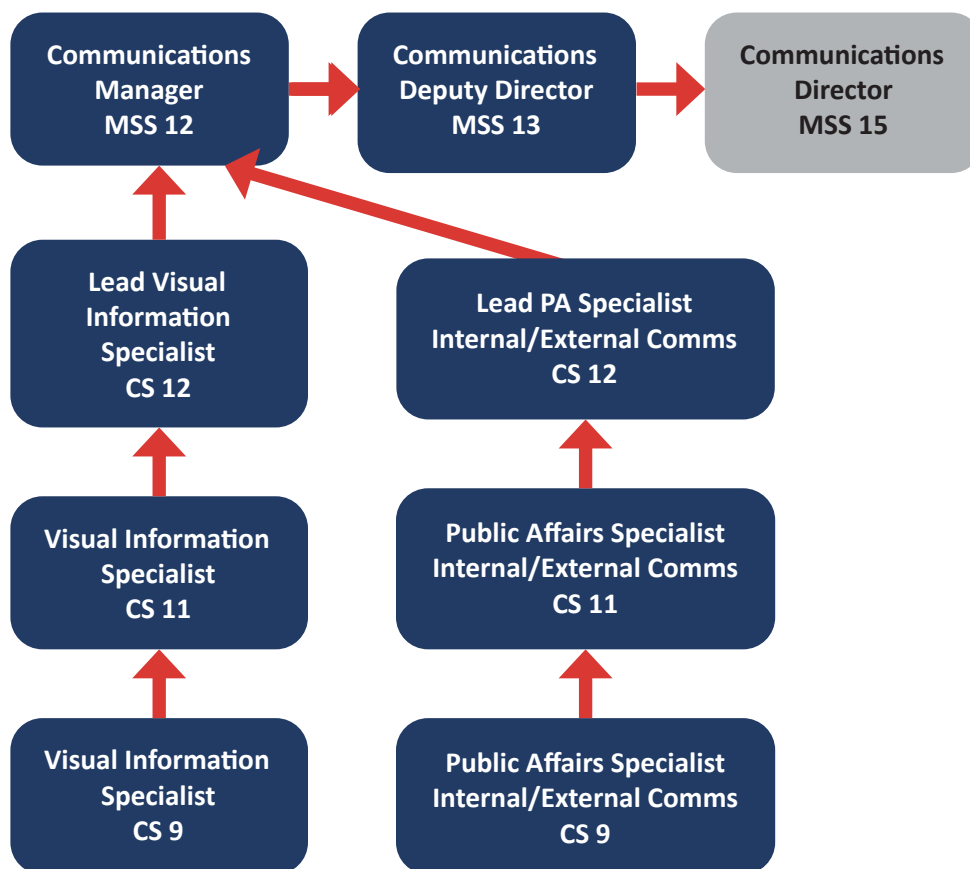 Communications
Manager
MSS 12
Communications
Deputy Director
MSS 13
Communications
Director
MSS 15
Lead Visual
Information
Specialist
CS 12
Lead PA Specialist
Internal/External Comms
CS 12
Visual Information
Specialist
CS 11
Public Affairs Specialist
Internal/External Comms
CS 11
Visual Information
Specialist
CS 9
Public Affairs Specialist
Internal/External Comms
CS 9